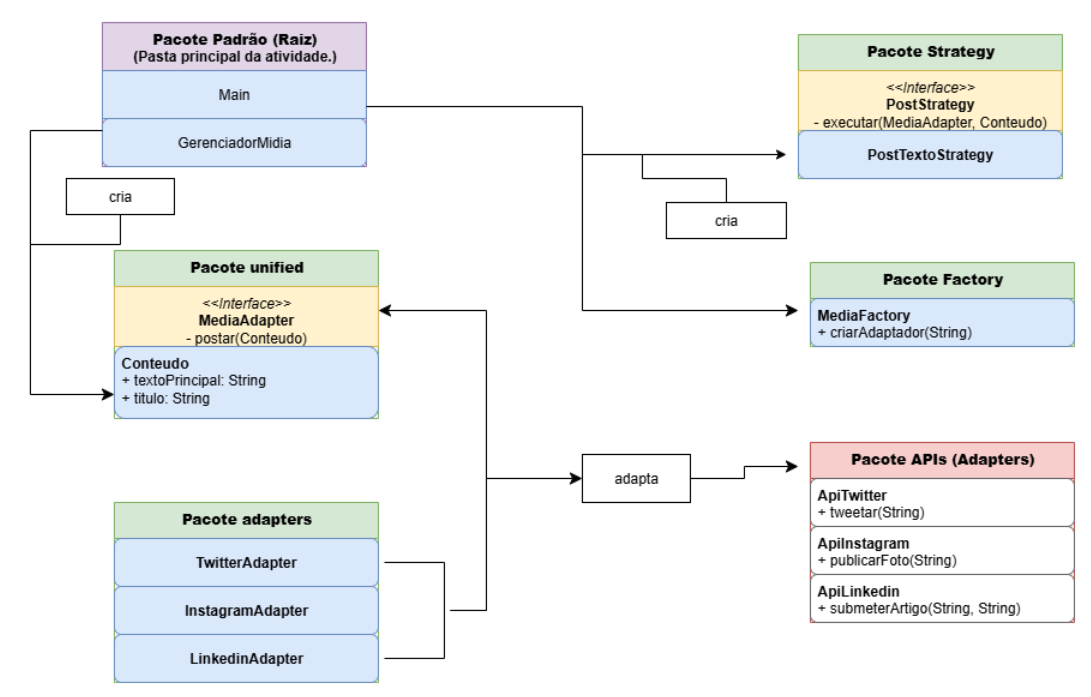 Pacote Padrão (Raiz)
(Pasta principal da atividade.)
Main
GerenciadorMidia
cria
Pacote Strategy
<<Interface>>
PostStrategy
- executar(MediaAdapter, Conteudo)
PostTextoStrategy
cria
Pacote unified
<<Interface>>
MediaAdapter
- postar(Conteudo)
Conteudo
+ textoPrincipal: String
+ titulo: String
Pacote Factory
MediaFactory
+ criarAdaptador(String)
adapta
Pacote APIs (Adapters)
ApiTwitter
+ tweetar(String)
ApiInstagram
+ publicarFoto(String)
ApiLinkedin
+ submeterArtigo(String, String)
Pacote adapters
TwitterAdapter
InstagramAdapter
LinkedinAdapter